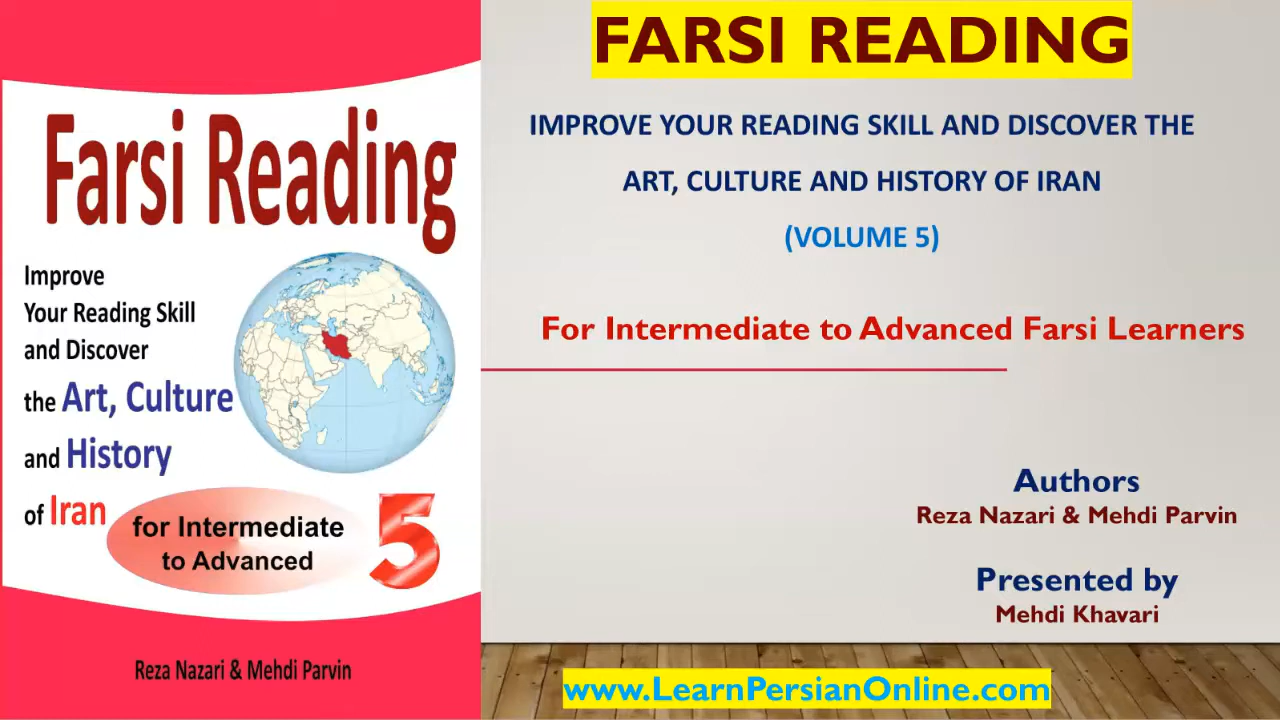 Farsi Reading
Improve
Your Reading Skill
and Discover
the Art, Culture
and History
of Iran
for Intermediate
to Advanced
5
Reza Nazari & Mehdi Parvin
FARSI READING
IMPROVE YOUR READING SKILL AND DISCOVER THE
ART, CULTURE AND HISTORY OF IRAN
(VOLUME 5)
For Intermediate to Advanced Farsi Learners
Authors
Reza Nazari & Mehdi Parvin
Presented by
Mehdi Khavari
www.LearnPersianOnline.com